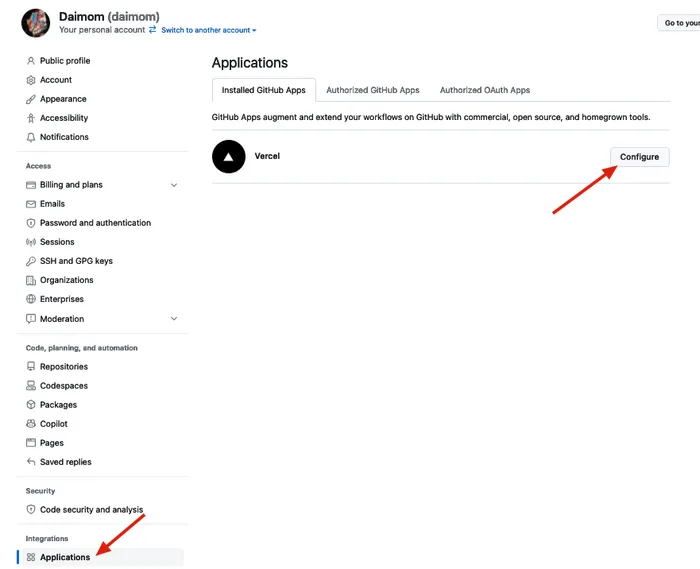 Daimom (daimom)
Your personal account Switch to another account
Go to your
Public profile
Account
Appearance
Accessibility
Notifications
Access
Billing and plans
Emails
Password and authentication
Sessions
SSH and GPG keys
Organizations
Enterprises
Moderation
Code, planning, and automation
Repositories
Codespaces
Packages
Copilot
Pages
Saved replies
Security
Code security and analysis
Integrations
Applications
Applications
Installed GitHub Apps Authorized GitHub Apps Authorized OAuth Apps
GitHub Apps augment and extend your workflows on GitHub with commercial, open source, and homegrown tools.
Vercel
Configure